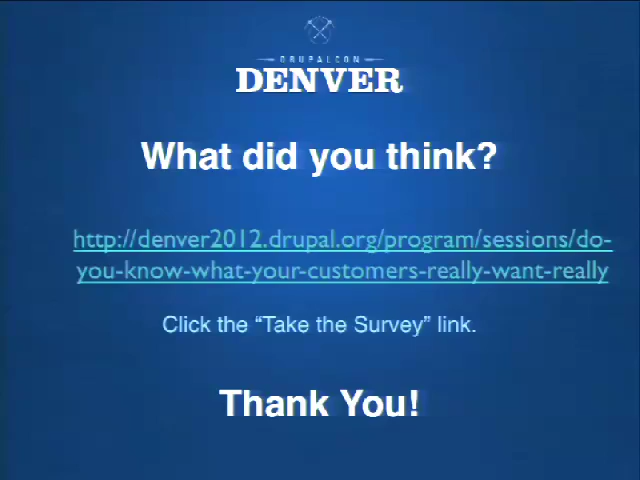 DRUPALCON
DENVER
What did you think?
http://denver2012.drupal.org/program/sessions/do-
you-know-what-your-customers-really-want-really
Click the “Take the Survey” link.
Thank You!